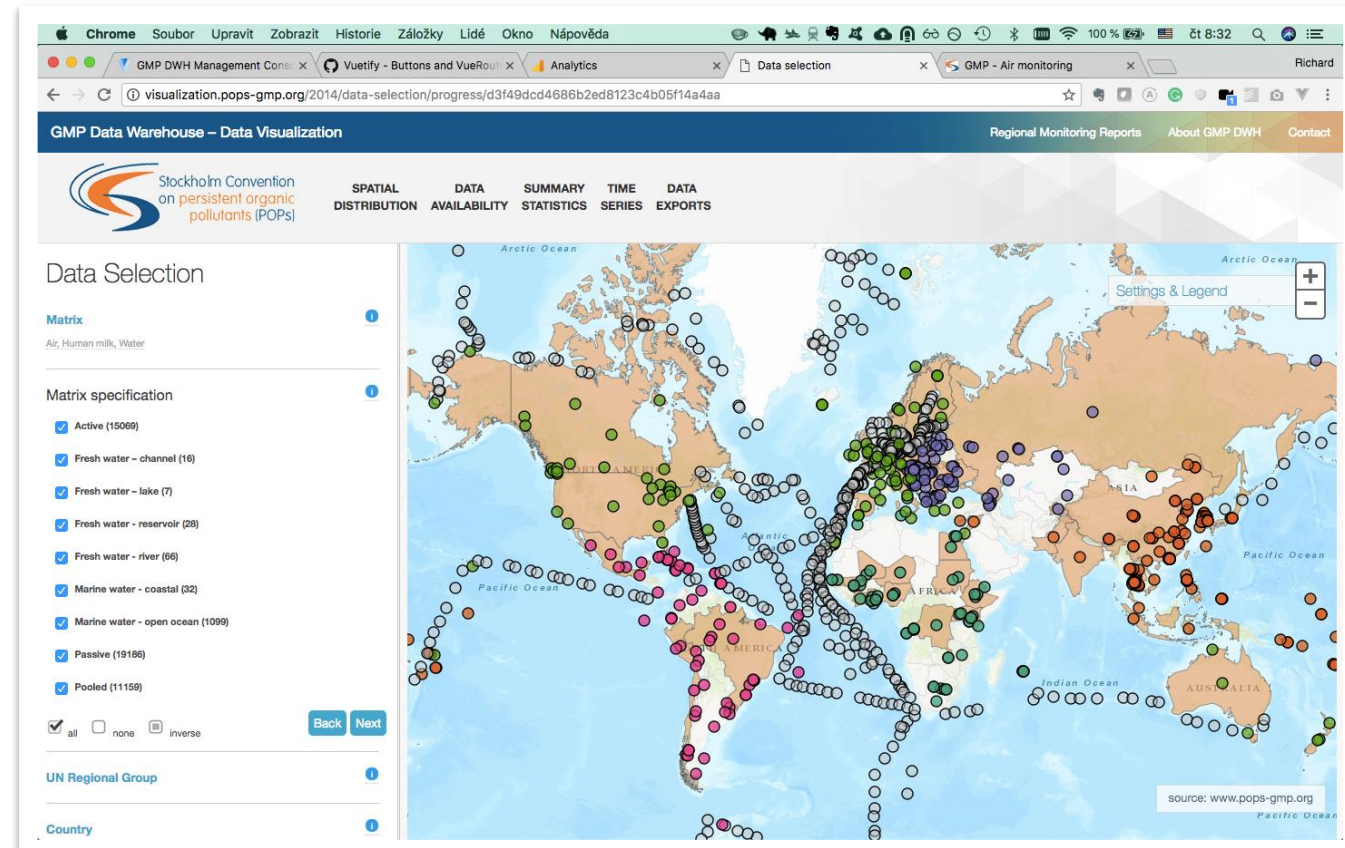 Chrome Soubor Upravit Zobrazit Historie Záložky Lidé Okno Nápověda 100 % čt 8:32
GMP DWH Management Consc Vuetify - Buttons and VueRout Analytics Data selection GMP - Air monitoring Richard
visualization.pops-gmp.org/2014/data-selection/progress/d3f49dcd4686b2ed8123c4b05f14a4aa
GMP Data Warehouse – Data Visualization Regional Monitoring Reports About GMP DWH Contact
Stockholm Convention
on persistent organic
pollutants (POPs)
SPATIAL DISTRIBUTION DATA AVAILABILITY SUMMARY STATISTICS TIME SERIES DATA EXPORTS
Data Selection
Matrix
Air, Human milk, Water
Matrix specification
Active (15069)
Fresh water – channel (16)
Fresh water – lake (7)
Fresh water - reservoir (28)
Fresh water - river (66)
Marine water - coastal (32)
Marine water - open ocean (1099)
Passive (19186)
Pooled (11159)
all none inverse Back Next
UN Regional Group
Country
Arctic Ocean
Arctic Ocean
Settings & Legend
+
−
ASIA
Pacific Ocean
Pacific Ocean
AFRICA
Indian Ocean
AUSTRALIA
source: www.pops-gmp.org
Pacific Ocean